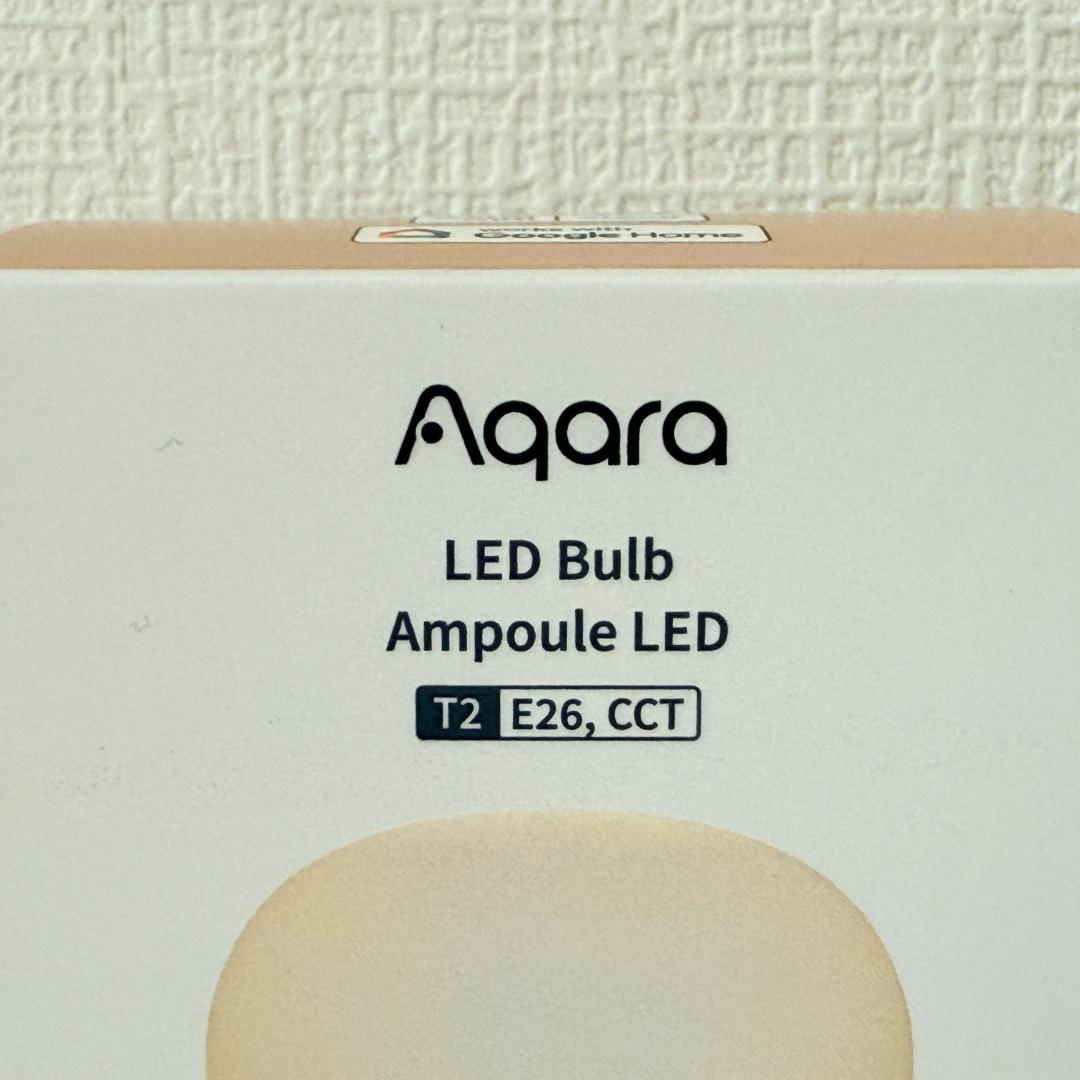 works with
Google Home
Aqara
LED Bulb
Ampoule LED
T2 E26, CCT